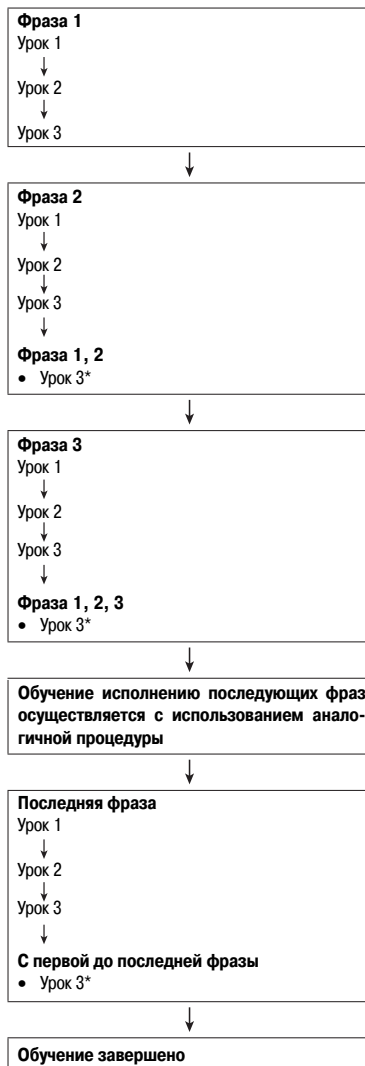 Фраза 1
Урок 1
Урок 2
Урок 3
Фраза 2
Урок 1
Урок 2
Урок 3
Фраза 1, 2
• Урок 3*
Фраза 3
Урок 1
Урок 2
Урок 3
Фраза 1, 2, 3
• Урок 3*
Обучение исполнению последующих фраз
осуществляется с использованием анало-
гичной процедуры
Последняя фраза
Урок 1
Урок 2
Урок 3
С первой до последней фразы
• Урок 3*
Обучение завершено